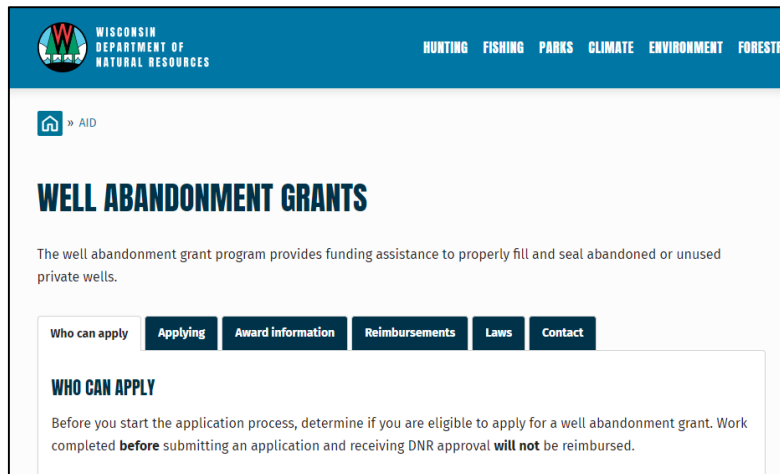 WISCONSIN
DEPARTMENT OF
NATURAL RESOURCES
HUNTING FISHING PARKS CLIMATE ENVIRONMENT FORESTR
» AID
WELL ABANDONMENT GRANTS
The well abandonment grant program provides funding assistance to properly fill and seal abandoned or unused
private wells.
Who can apply Applying Award information Reimbursements Laws Contact
WHO CAN APPLY
Before you start the application process, determine if you are eligible to apply for a well abandonment grant. Work
completed before submitting an application and receiving DNR approval will not be reimbursed.